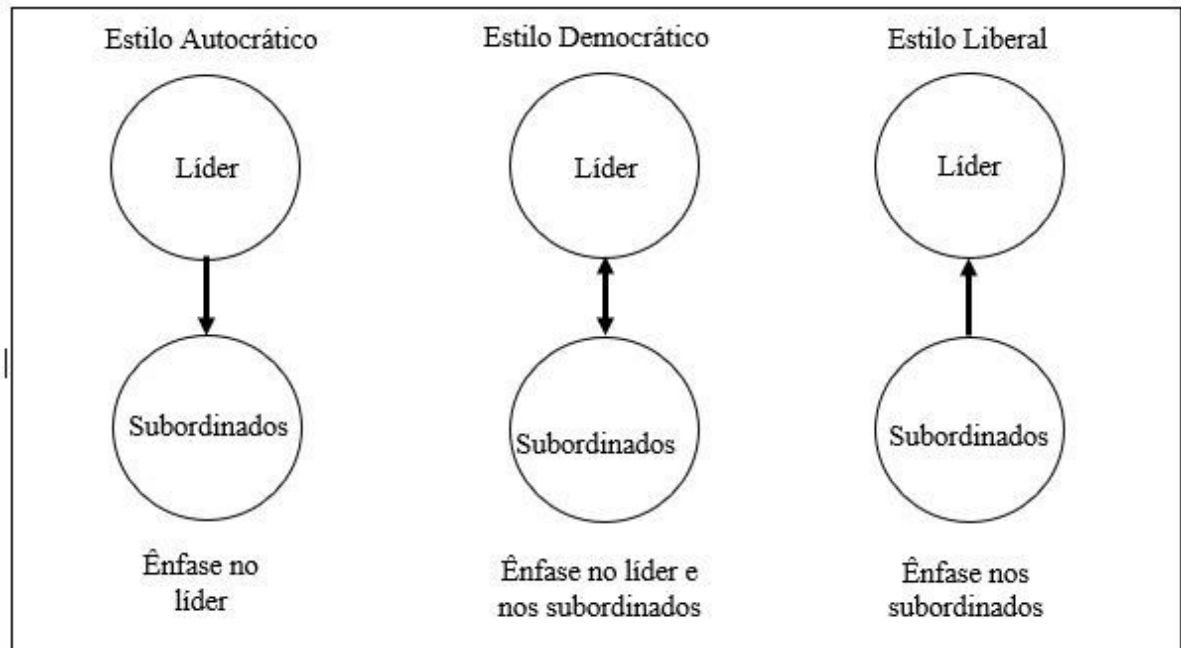 Estilo Autocrático
Líder
Subordinados
Ênfase no
líder
Estilo Democrático
Líder
Subordinados
Ênfase no líder e
nos subordinados
Estilo Liberal
Líder
Subordinados
Ênfase nos
subordinados